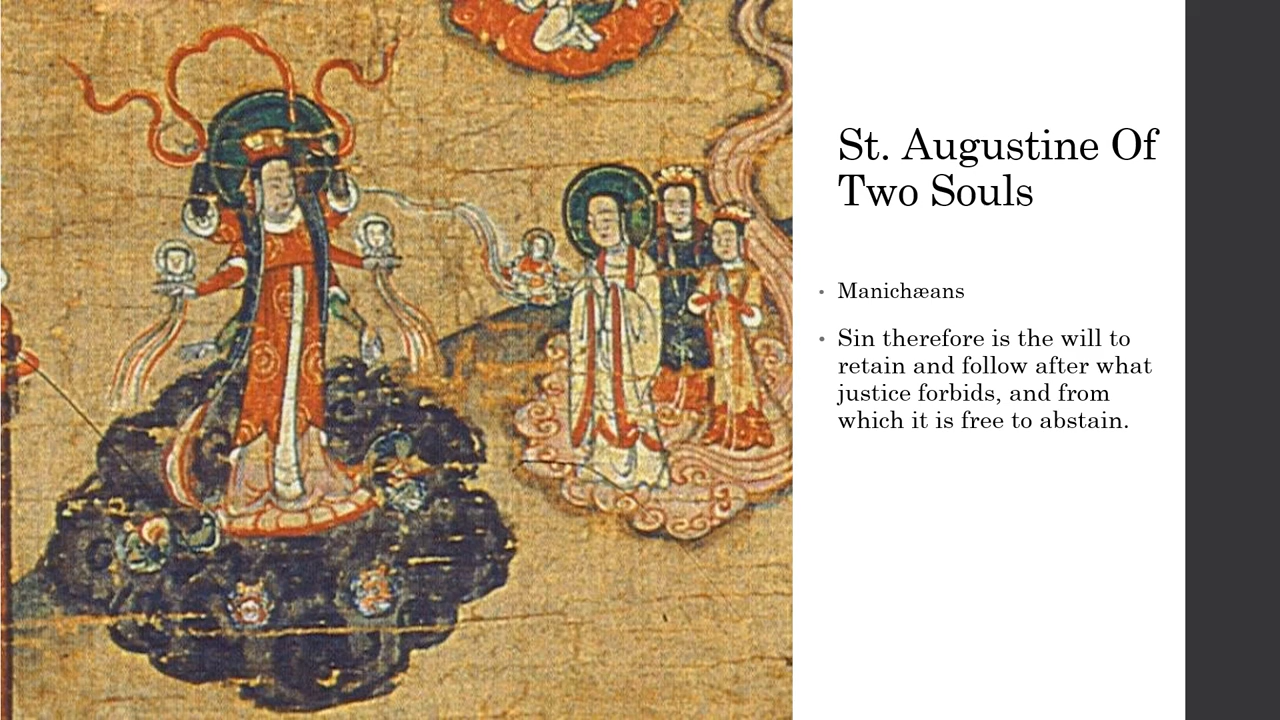 St. Augustine Of
Two Souls
• Manichæans
• Sin therefore is the will to
retain and follow after what
justice forbids, and from
which it is free to abstain.